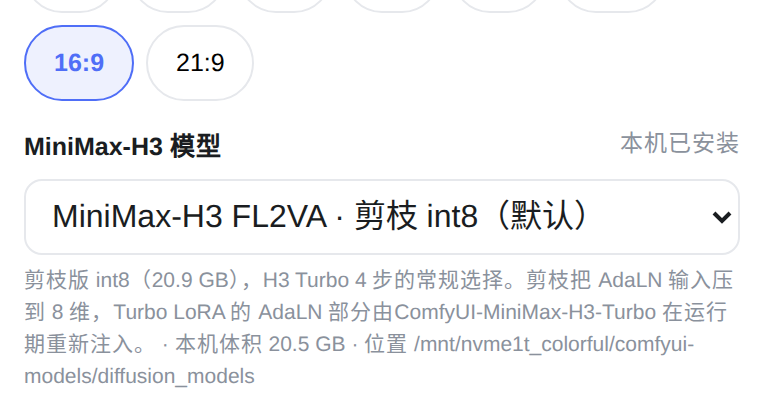 16:9 21:9
MiniMax-H3 模型 本机已安装
MiniMax-H3 FL2VA · 剪枝 int8（默认）
剪枝版 int8（20.9 GB），H3 Turbo 4 步的常规选择。剪枝把 AdaLN 输入压
到 8 维，Turbo LoRA 的 AdaLN 部分由ComfyUI-MiniMax-H3-Turbo 在运行
期重新注入。 · 本机体积 20.5 GB · 位置 /mnt/nvme1t_colorful/comfyui-
models/diffusion_models